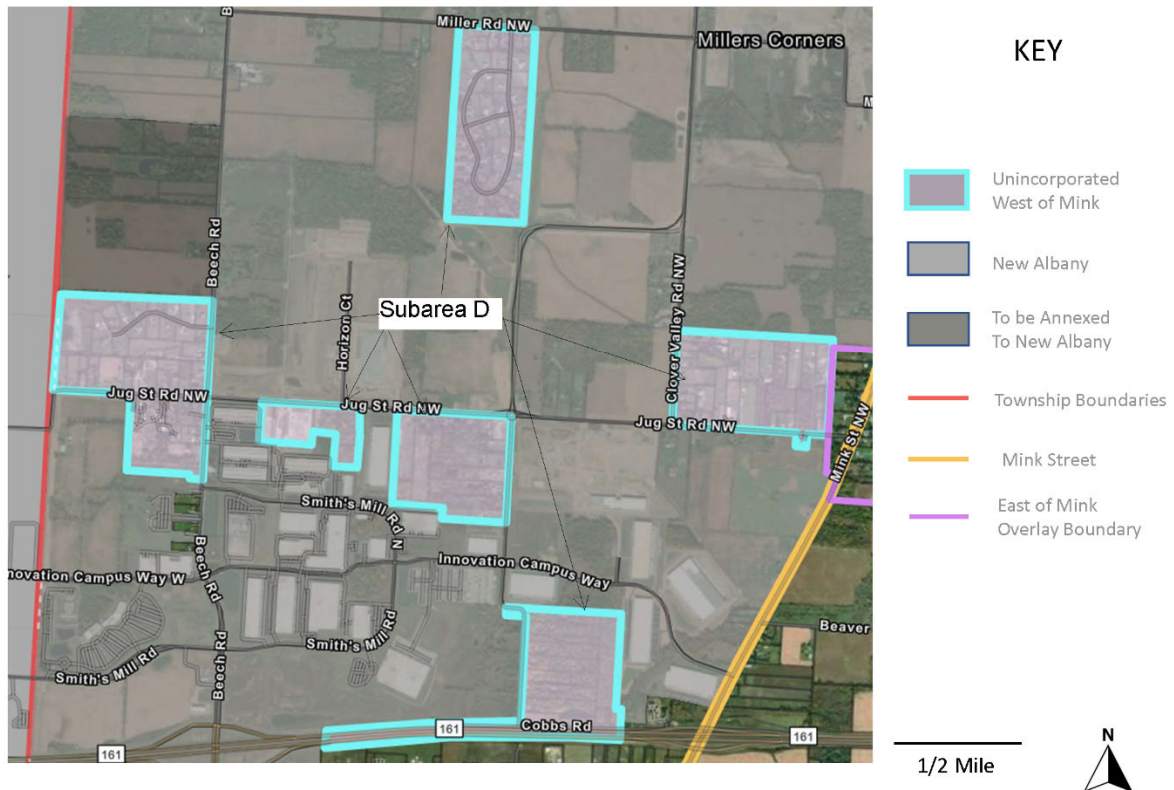 B
Miller Rd NW
Millers Corners
M
Beech Rd
Horizon Ct
Subarea D
Clover Valley Rd NW
Jug St Rd NW
Jug St Rd NW
Jug St Rd NW
Mink St NW
Smith's Mill Rd
N
Innovation Campus Way
nnovation Campus Way W
Beech Rd
Smith's Mill Rd
Smith's Mill Rd
Beech Rd
Beaver
Cobbs Rd
161
161
161
KEY
Unincorporated
West of Mink
New Albany
To be Annexed
To New Albany
Township Boundaries
Mink Street
East of Mink
Overlay Boundary
1/2 Mile
N